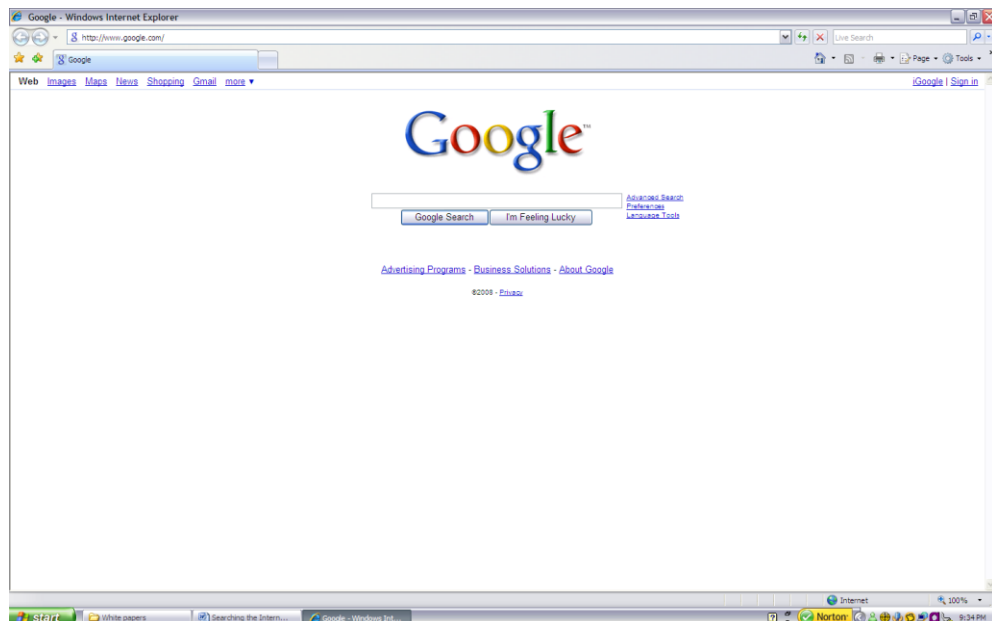 Google - Windows Internet Explorer
http://www.google.com/
Live Search
Google
Page
Tools
Web Images Maps News Shopping Gmail more ▼
iGoogle | Sign in
Google™
Advanced Search
Preferences
Language Tools
Google Search
I'm Feeling Lucky
Advertising Programs - Business Solutions - About Google
©2008 - Privacy
Internet
100%
start
White papers
Searching the Intern...
Google - Windows Int...
Norton
9:34 PM